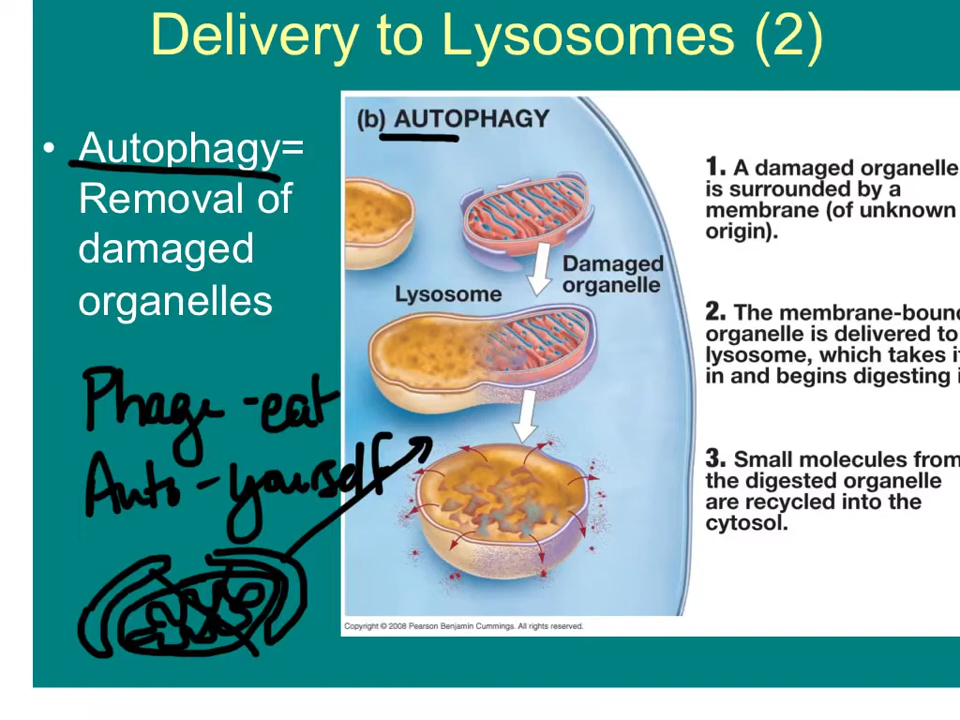 Delivery to Lysosomes (2)
• Autophagy=
Removal of
damaged
organelles
Phage - eat
Auto - yourself
(b) AUTOPHAGY
Damaged
organelle
Lysosome
1. A damaged organelle
is surrounded by a
membrane (of unknown
origin).
2. The membrane-bound
organelle is delivered to
lysosome, which takes it
in and begins digesting i
3. Small molecules from
the digested organelle
are recycled into the
cytosol.
Copyright © 2008 Pearson Benjamin Cummings. All rights reserved.